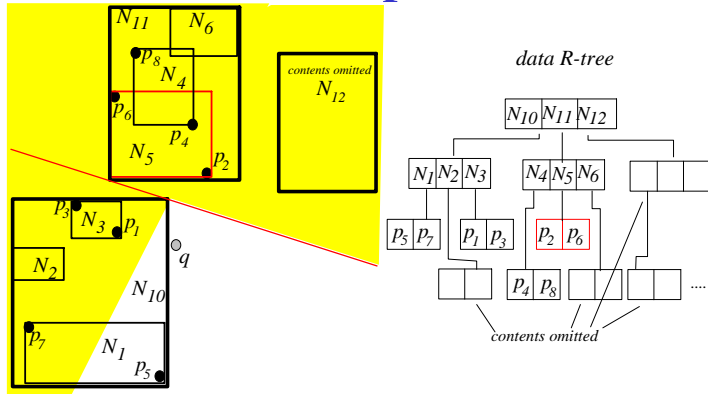 N11 N6
p8
N4
contents omitted
N12
p6
p4
N5
p2
p3
N3
p1
q
N2
N10
p7
N1
p5
data R-tree
N10 N11 N12
N1 N2 N3
N4 N5 N6
p5 p7
p1 p3
p2 p6
p4 p8
....
contents omitted